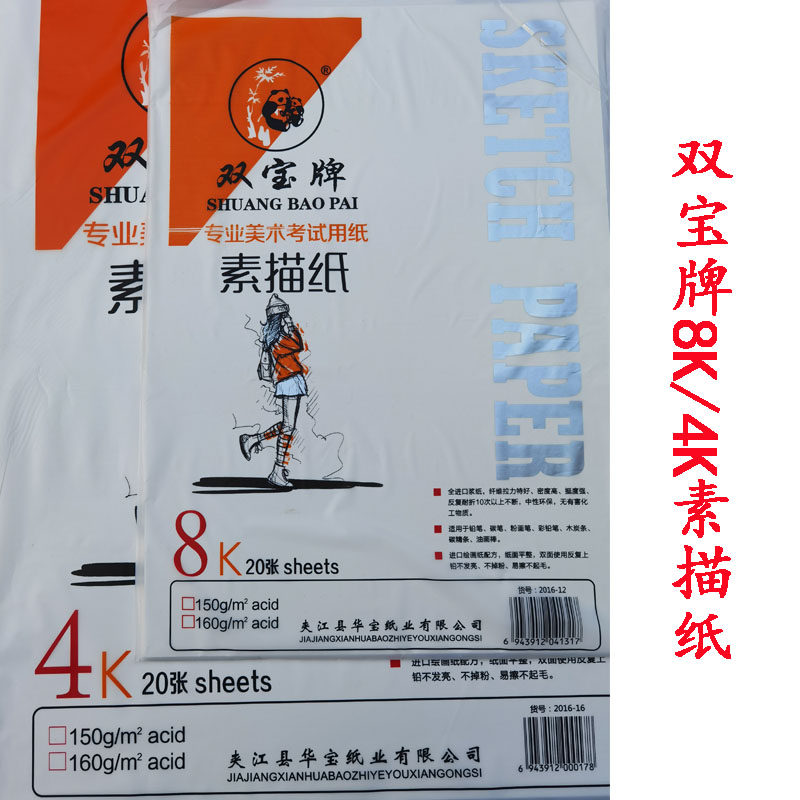 ®
双宝牌
SHUANG BAO PAI
专业美术考试用纸
素描纸
SKETCH PAPER
全进口浆纸、纤维拉力特好、密度高、挺度强、
反复耐折10次以上不断，中性环保，无有害化
工物质。
适用于铅笔、碳笔、粉画笔、彩铅笔、木炭条、
碳精条、油画棒。
进口绘画纸配方，纸面平整，双面使用反复上
铅不发亮、不掉粉、易擦不起毛。
8K 20张 sheets
150g/m² acid
160g/m² acid
夹江县华宝纸业有限公司
JIAJIANGXIANHUABAOZHIYEYOUXIANGONGSI
货号：2016-12
6 943912 041317
双
SHUANG
专业美
素描
进口绘画纸配方，纸面平整，双面使用反复上
铅不发亮、不掉粉、易擦不起毛。
4K 20张 sheets
150g/m² acid
160g/m² acid
夹江县华宝纸业有限公司
JIAJIANGXIANHUABAOZHIYEYOUXIANGONGSI
货号：2016-16
6 943912 000178
双宝牌8K/4K素描纸